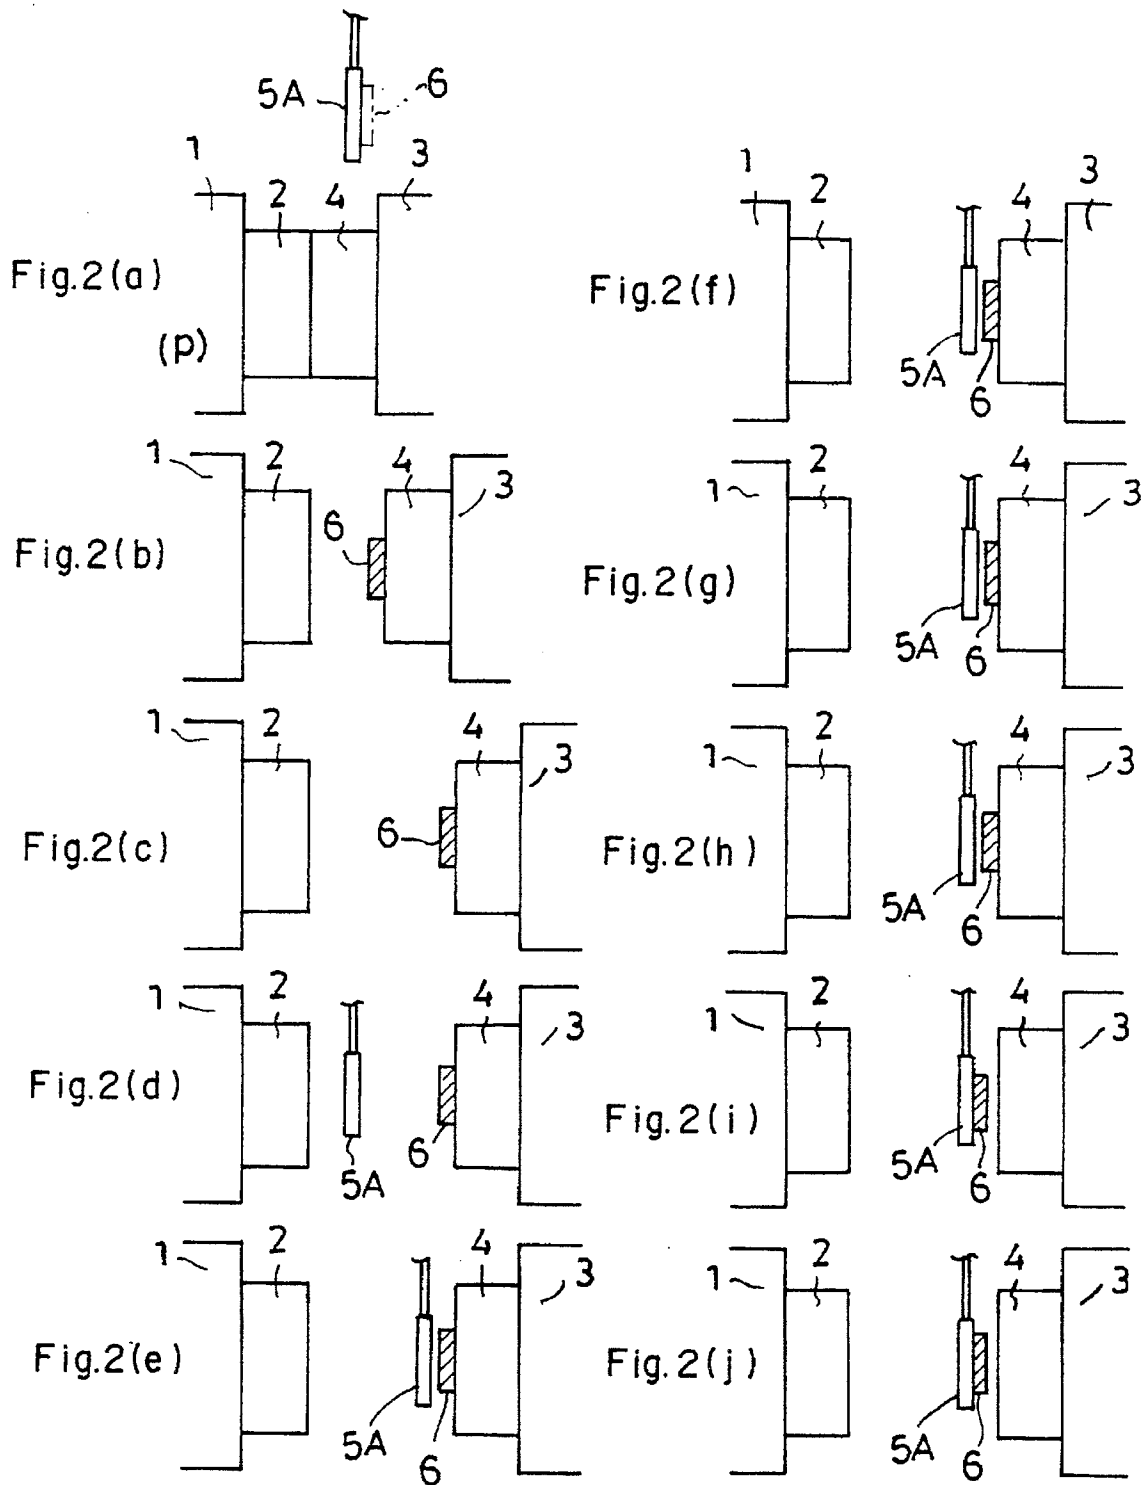 5A 6
1 2 4 3
Fig.2(a)
(p)
1 2 4 3
6
Fig.2(b)
1 2 4 3
6
Fig.2(c)
1 2 4 3
Fig.2(d)
6
5A
1 2 4 3
Fig.2(e)
5A 6
1 2 4 3
Fig.2(f)
5A 6
1 2 4 3
Fig.2(g)
5A 6
1 2 4 3
Fig.2(h)
5A 6
1 2 4 3
Fig.2(i)
5A 6
1 2 4 3
Fig.2(j)
5A 6